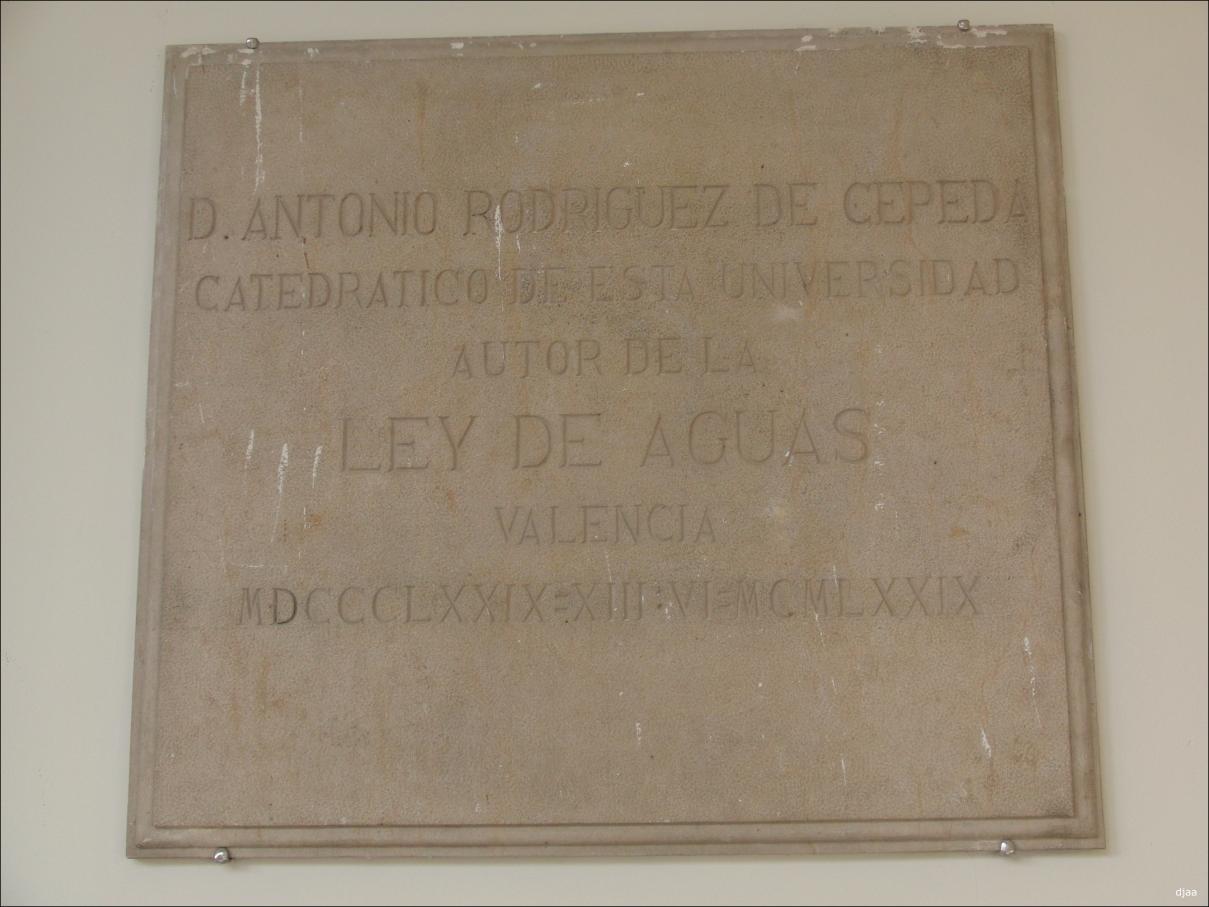 D. ANTONIO RODRIGUEZ DE CEPEDA
CATEDRATICO DE ESTA UNIVERSIDAD
AUTOR DE LA
LEY DE AGUAS
VALENCIA
MDCCCLXXIX=XIII:VI=MCMLXXIX
djaa